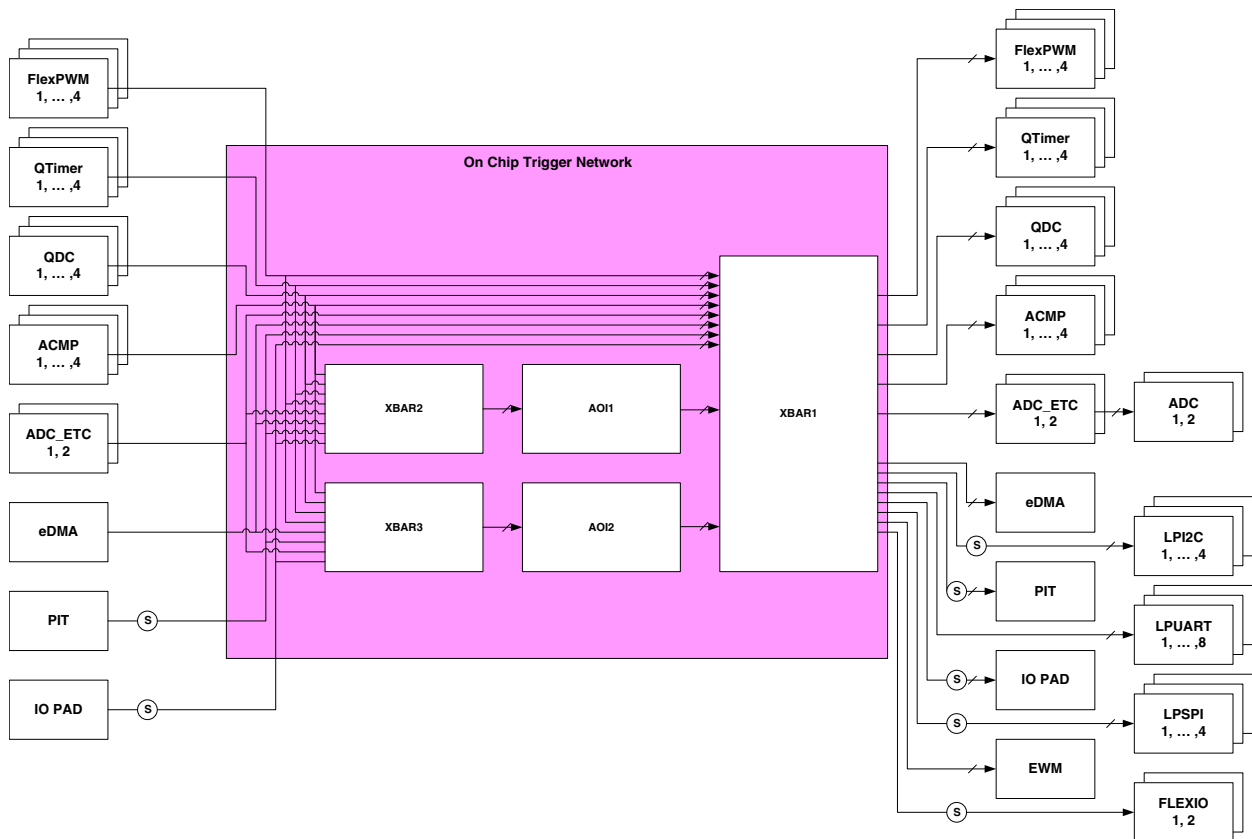 FlexPWM
1, ... ,4
QTimer
1, ... ,4
QDC
1, ... ,4
ACMP
1, ... ,4
ADC_ETC
1, 2
eDMA
PIT
S
IO PAD
S
On Chip Trigger Network
XBAR2
AOI1
XBAR3
AOI2
XBAR1
FlexPWM
1, ... ,4
QTimer
1, ... ,4
QDC
1, ... ,4
ACMP
1, ... ,4
ADC_ETC
1, 2
ADC
1, 2
eDMA
S
LPI2C
1, ... ,4
S
PIT
LPUART
1, ... ,8
S
IO PAD
S
LPSPI
1, ... ,4
EWM
S
FLEXIO
1, 2